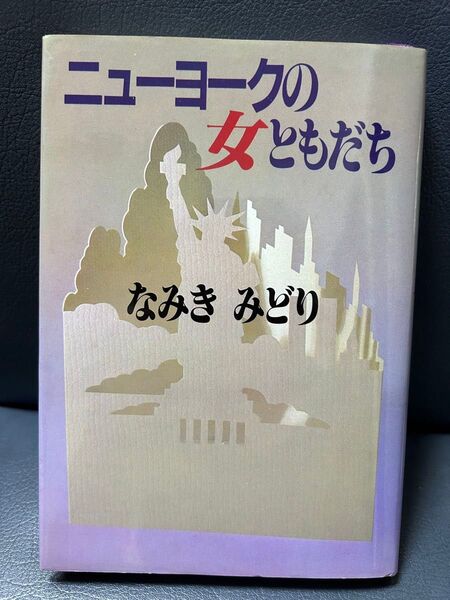 ニューヨークの
女ともだち
なみき みどり